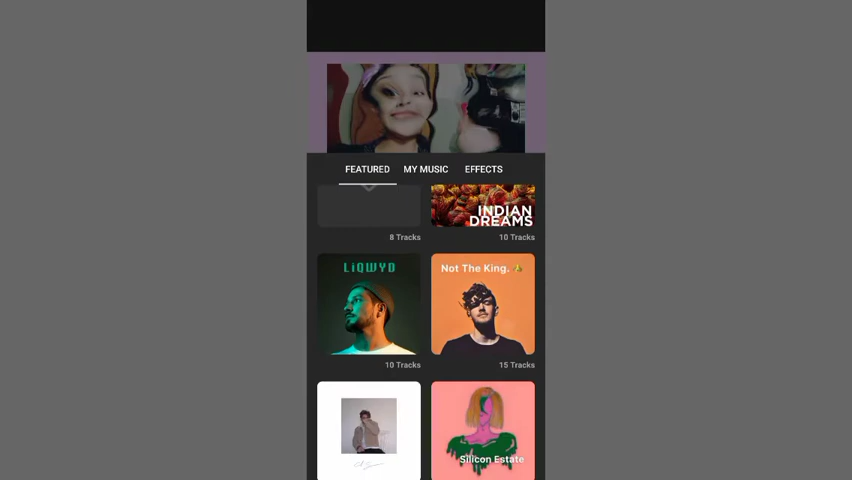 FEATURED MY MUSIC EFFECTS
INDIAN
DREAMS
8 Tracks 10 Tracks
LiQWYD
Not The King.
10 Tracks 15 Tracks
Silicon Estate